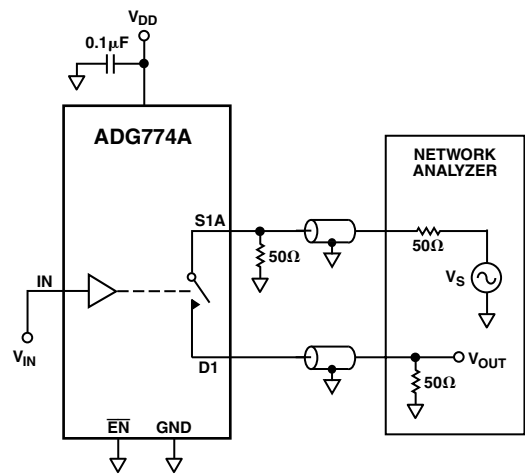 VDD
0.1μF
ADG774A
NETWORK
ANALYZER
S1A
50Ω
50Ω
VS
IN
VIN
D1
VOUT
50Ω
EN
GND